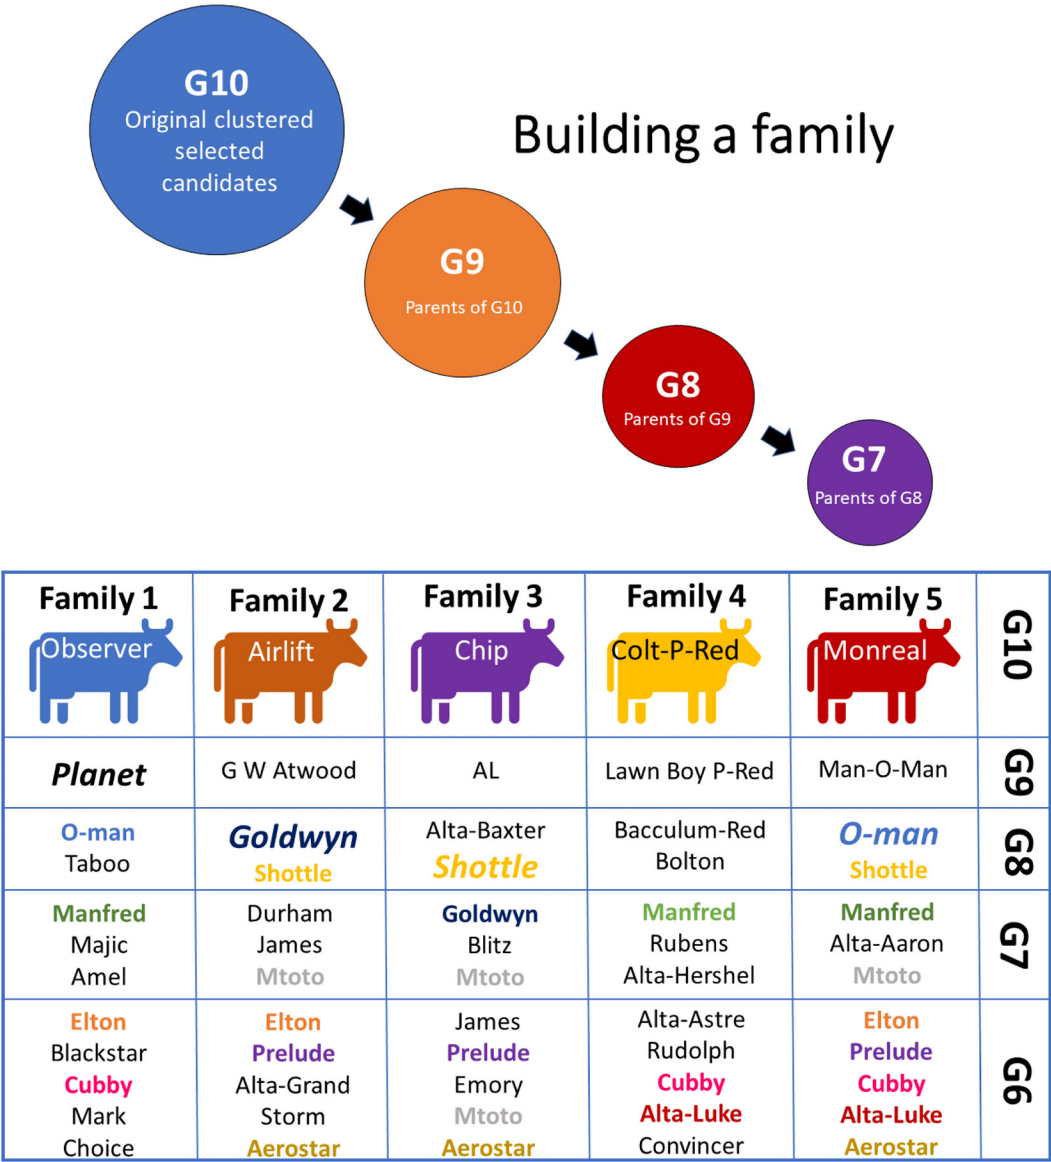 G10
Original clustered
selected
candidates
Building a family
G9
Parents of G10
G8
Parents of G9
G7
Parents of G8
Family 1
Family 2
Family 3
Family 4
Family 5
Observer
Airlift
Chip
Colt-P-Red
Monreal
G10
Planet
G W Atwood
AL
Lawn Boy P-Red
Man-O-Man
G9
O-man
Taboo
Goldwyn
Shottle
Alta-Baxter
Shottle
Bacculum-Red
Bolton
O-man
Shottle
G8
Manfred
Majic
Amel
Durham
James
Mtoto
Goldwyn
Blitz
Mtoto
Manfred
Rubens
Alta-Hershel
Manfred
Alta-Aaron
Mtoto
G7
Elton
Blackstar
Cubby
Mark
Choice
Elton
Prelude
Alta-Grand
Storm
Aerostar
James
Prelude
Emory
Mtoto
Aerostar
Alta-Astre
Rudolph
Cubby
Alta-Luke
Convincer
Elton
Prelude
Cubby
Alta-Luke
Aerostar
G6